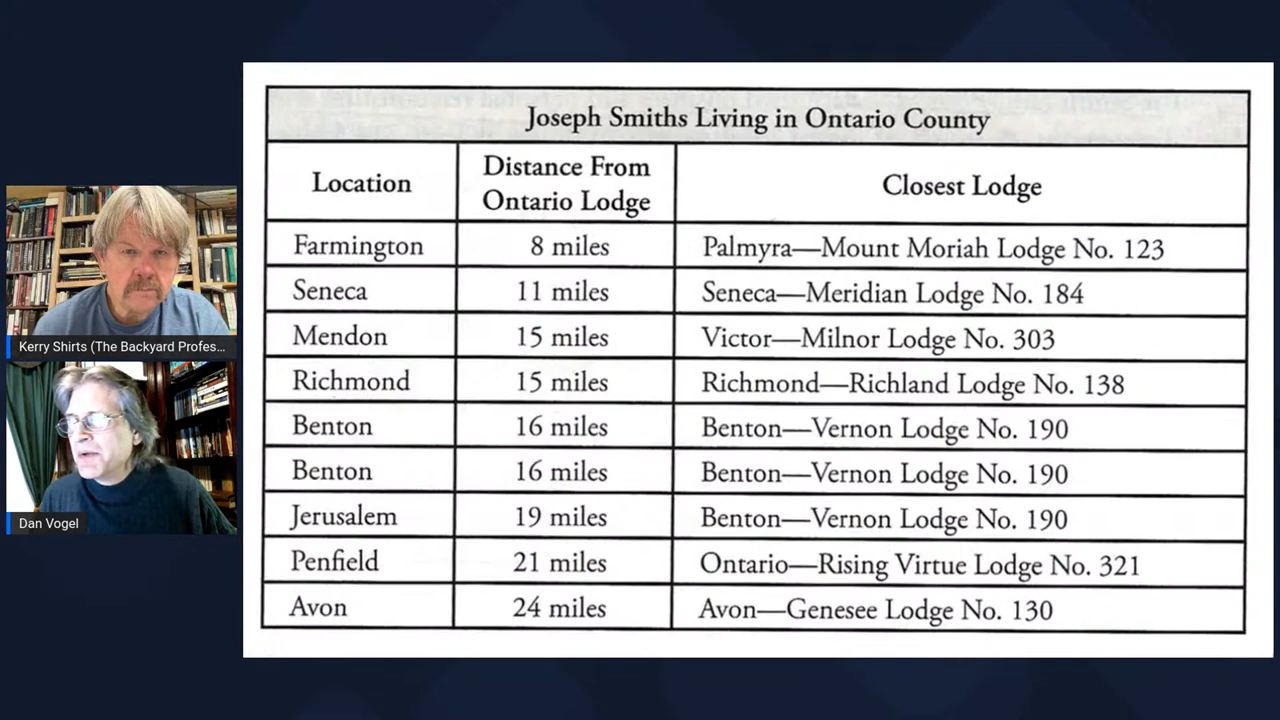 Joseph Smiths Living in Ontario County
Location
Distance From
Ontario Lodge
Closest Lodge
Farmington 8 miles Palmyra—Mount Moriah Lodge No. 123
Seneca 11 miles Seneca—Meridian Lodge No. 184
Mendon 15 miles Victor—Milnor Lodge No. 303
Richmond 15 miles Richmond—Richland Lodge No. 138
Benton 16 miles Benton—Vernon Lodge No. 190
Benton 16 miles Benton—Vernon Lodge No. 190
Jerusalem 19 miles Benton—Vernon Lodge No. 190
Penfield 21 miles Ontario—Rising Virtue Lodge No. 321
Avon 24 miles Avon—Genesee Lodge No. 130
Kerry Shirts (The Backyard Profes...
Dan Vogel